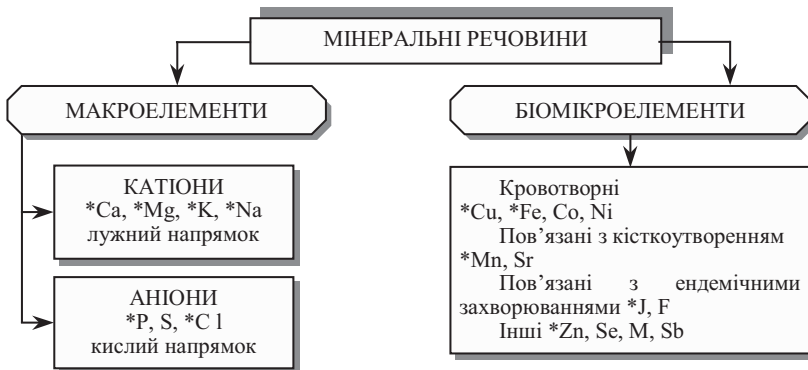 МІНЕРАЛЬНІ РЕЧОВИНИ
МАКРОЕЛЕМЕНТИ
КАТІОНИ
*Ca, *Mg, *K, *Na
лужний напрямок
АНІОНИ
*P, S, *C l
кислий напрямок
БІОМІКРОЕЛЕМЕНТИ
Кровотворні
*Cu, *Fe, Co, Ni
Пов’язані з кісткоутворенням
*Mn, Sr
Пов’язані з ендемічними
захворюваннями *J, F
Інші *Zn, Se, M, Sb